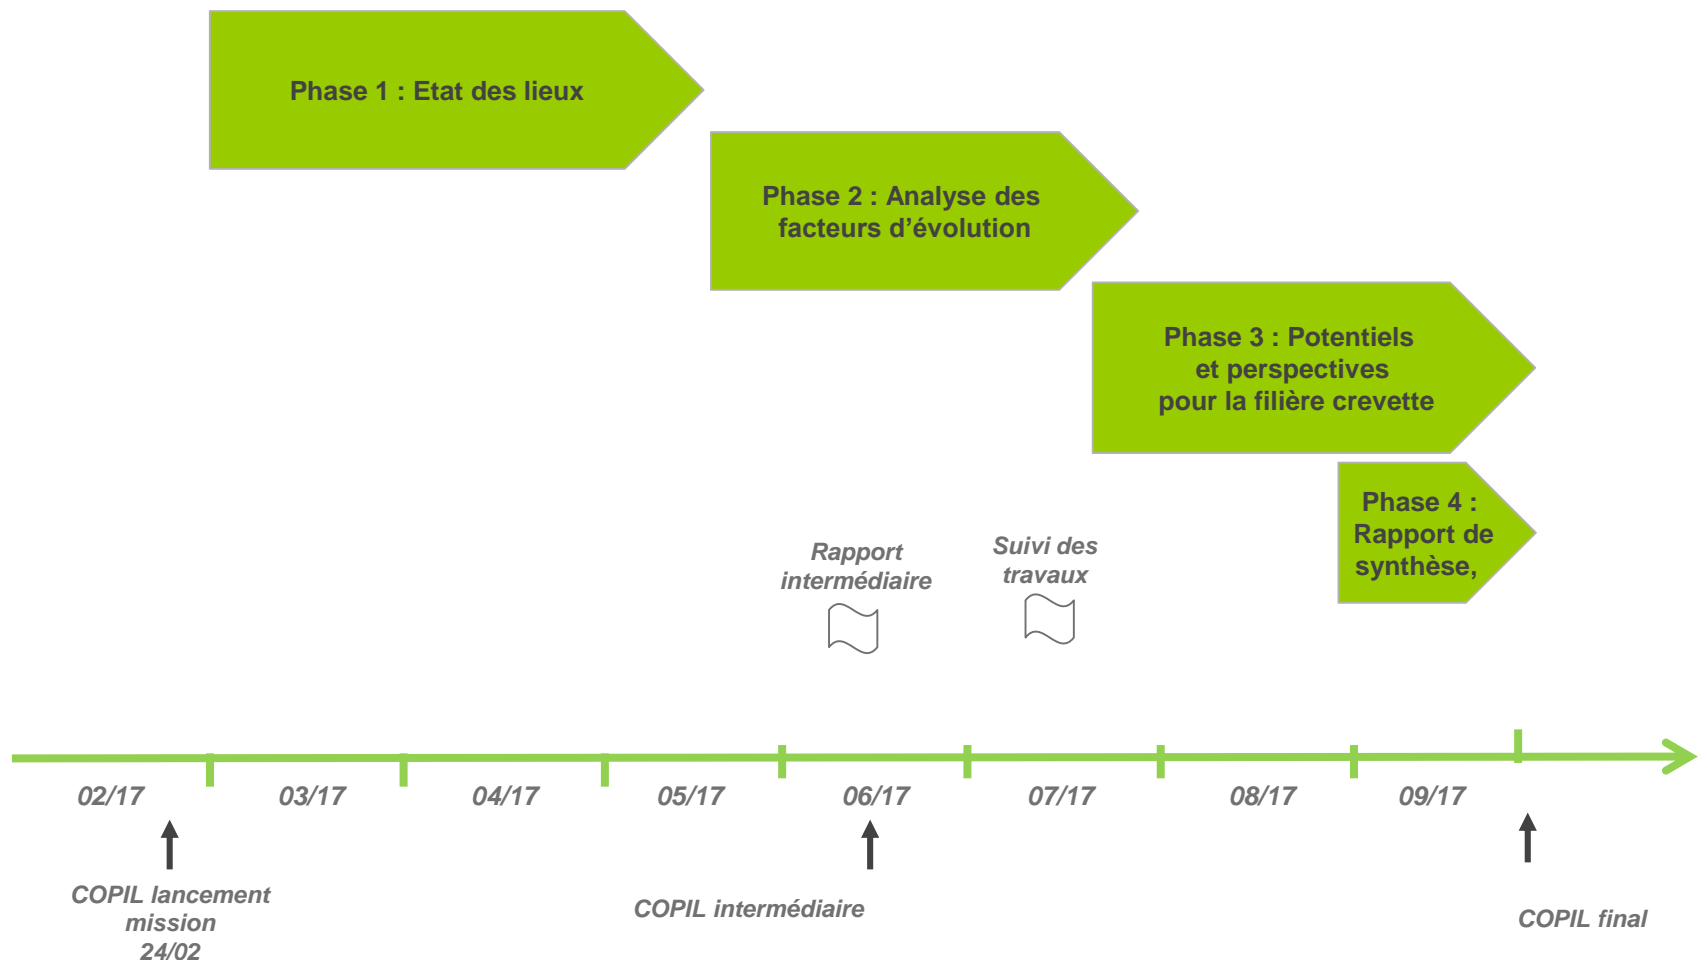 Phase 1 : Etat des lieux
Phase 2 : Analyse des
facteurs d’évolution
Phase 3 : Potentiels
et perspectives
pour la filière crevette
Phase 4 :
Rapport de
synthèse,
Rapport
intermédiaire
Suivi des
travaux
02/17
03/17
04/17
05/17
06/17
07/17
08/17
09/17
COPIL lancement
mission
24/02
COPIL intermédiaire
COPIL final